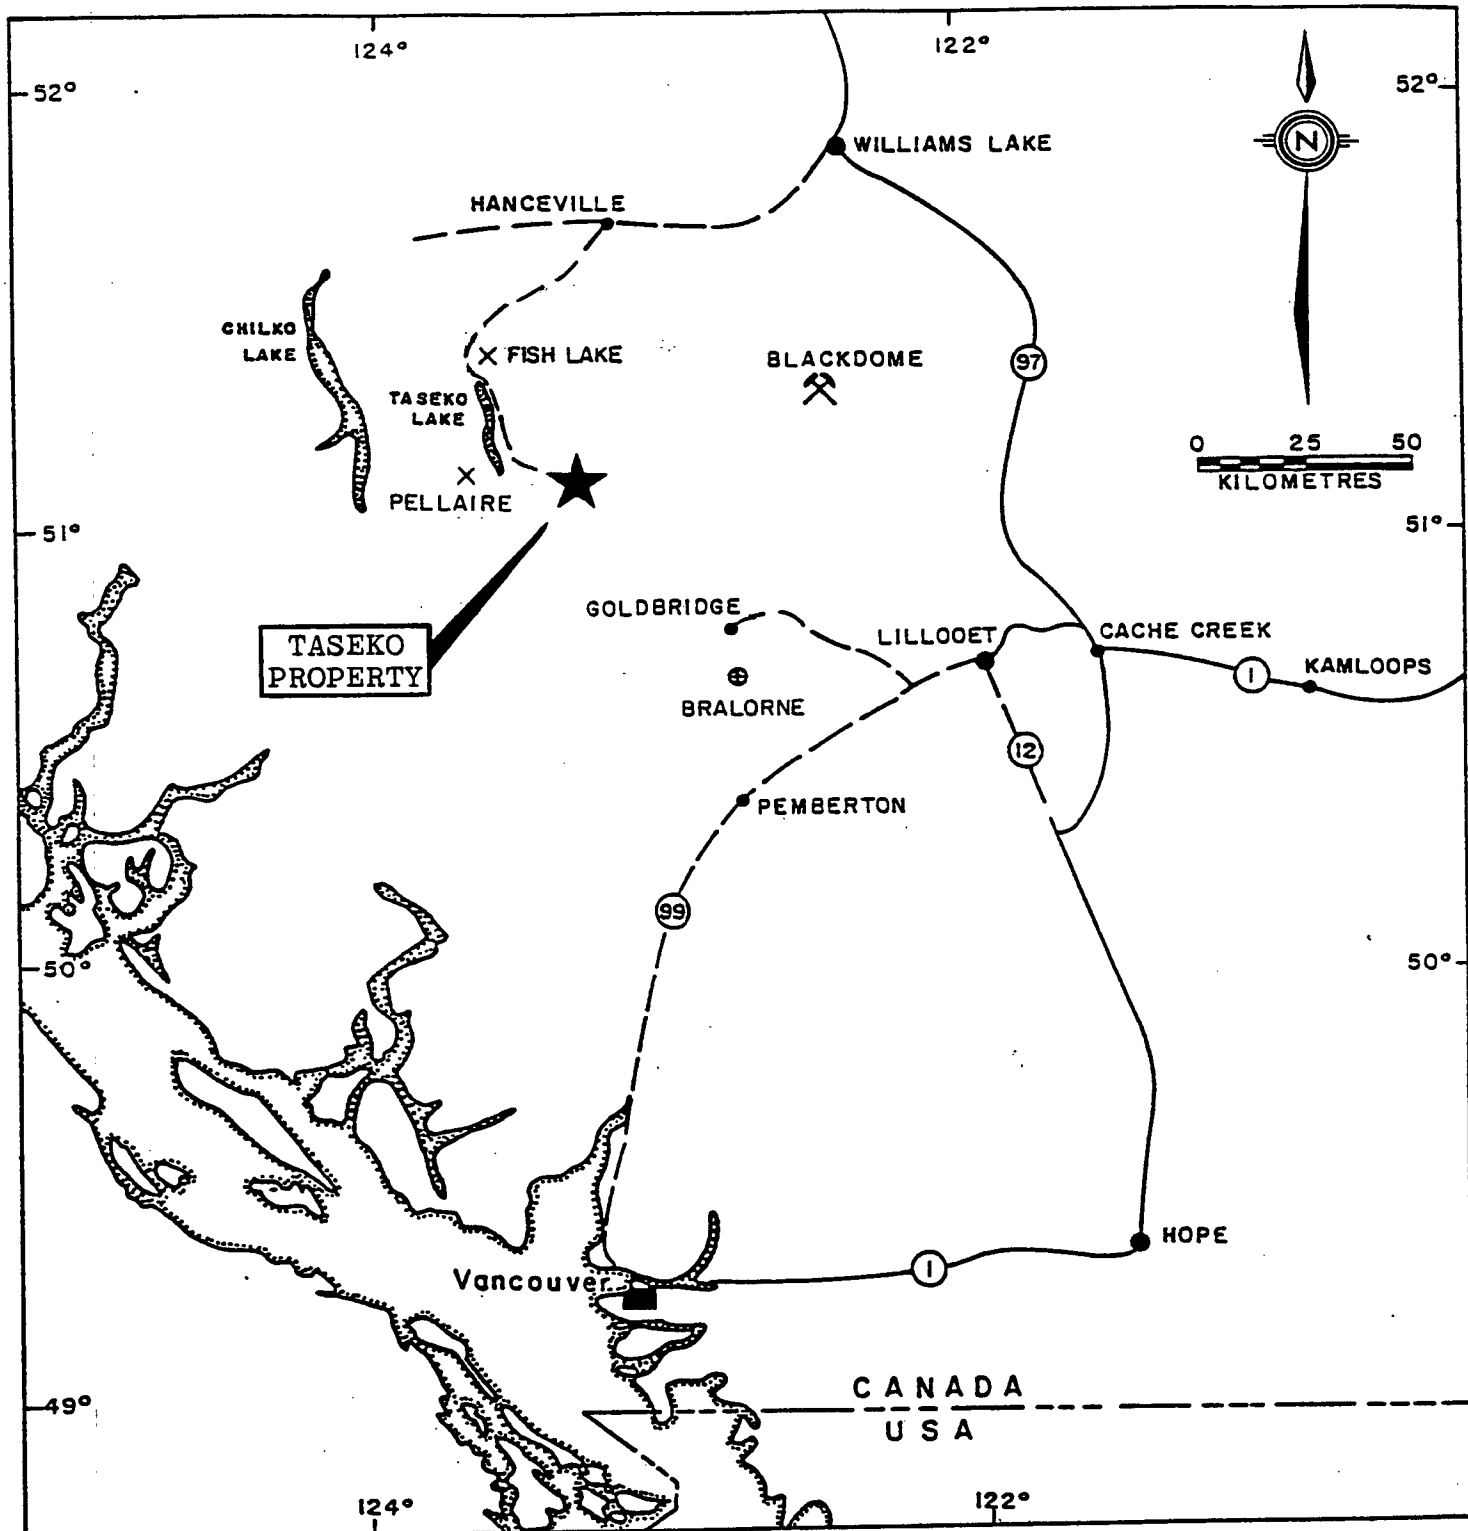 124°
122°
52°
52°
N
WILLIAMS LAKE
HANCEVILLE
CHILKO
LAKE
FISH LAKE
BLACKDOME
97
TASEKO
LAKE
0 25 50
KILOMETRES
PELLAIRE
51°
51°
GOLDBRIDGE
LILLOOET
CACHE CREEK
TASEKO
PROPERTY
1
KAMLOOPS
BRALORNE
12
PEMBERTON
99
50°
50°
HOPE
Vancouver
1
CANADA
49°
USA
124°
122°